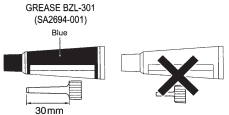 GREASE BZL-301
(SA2694-001)
Blue
30mm